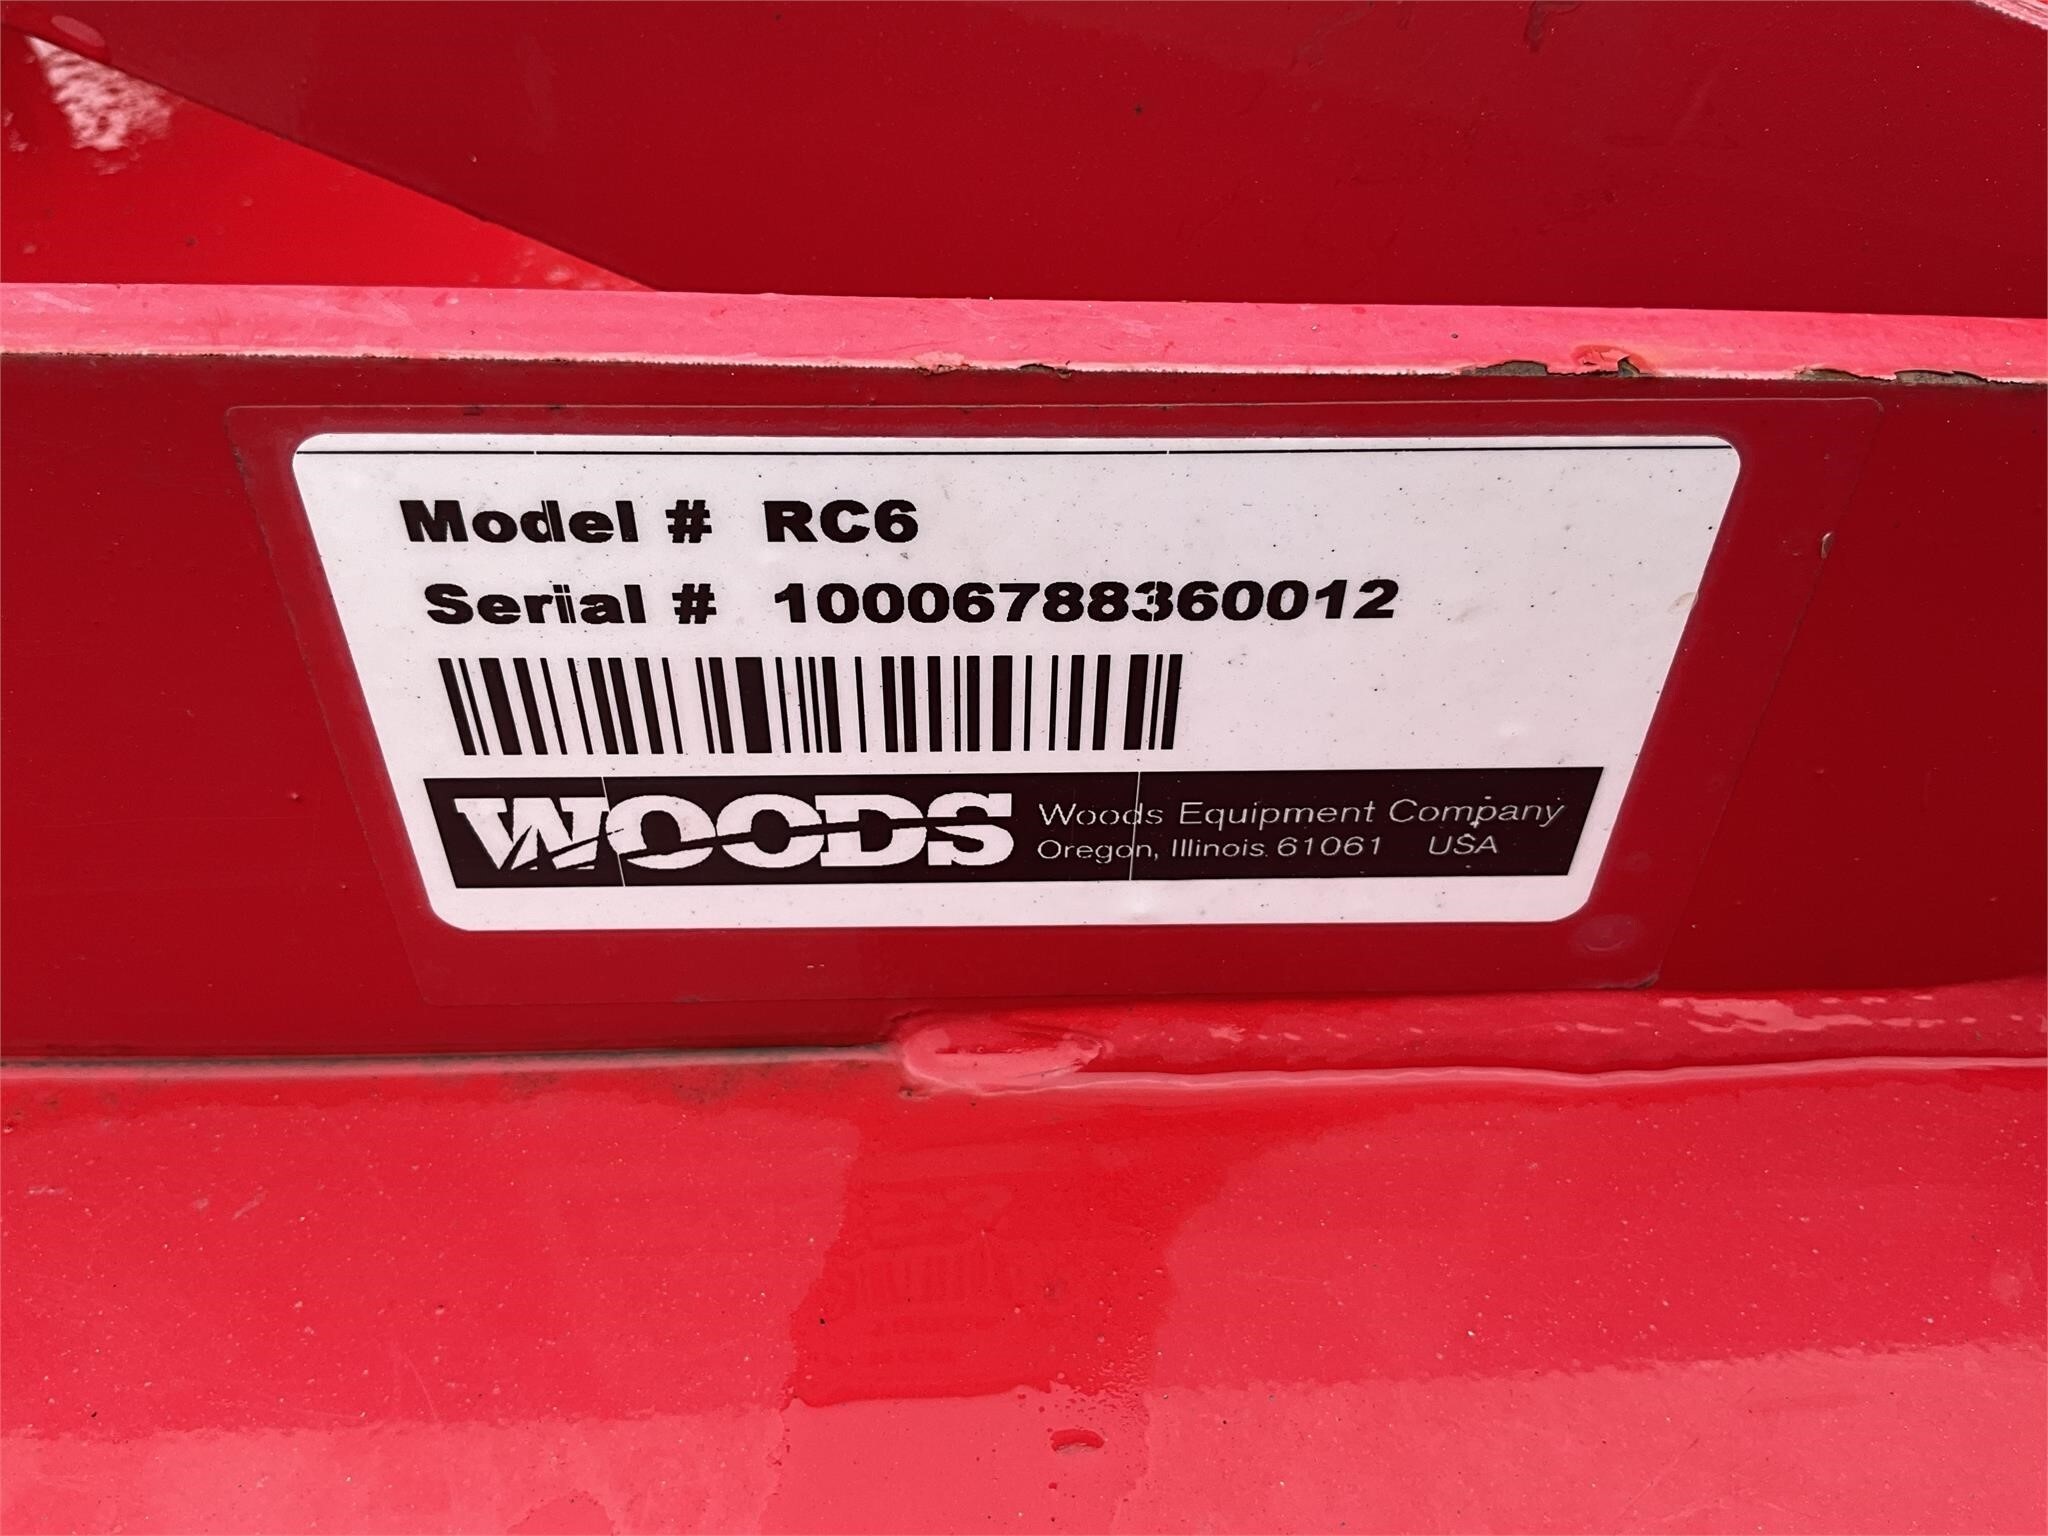 Model # RC6
Serial # 10006788360012
WOODS
Woods Equipment Company
Oregon, Illinois 61061 USA